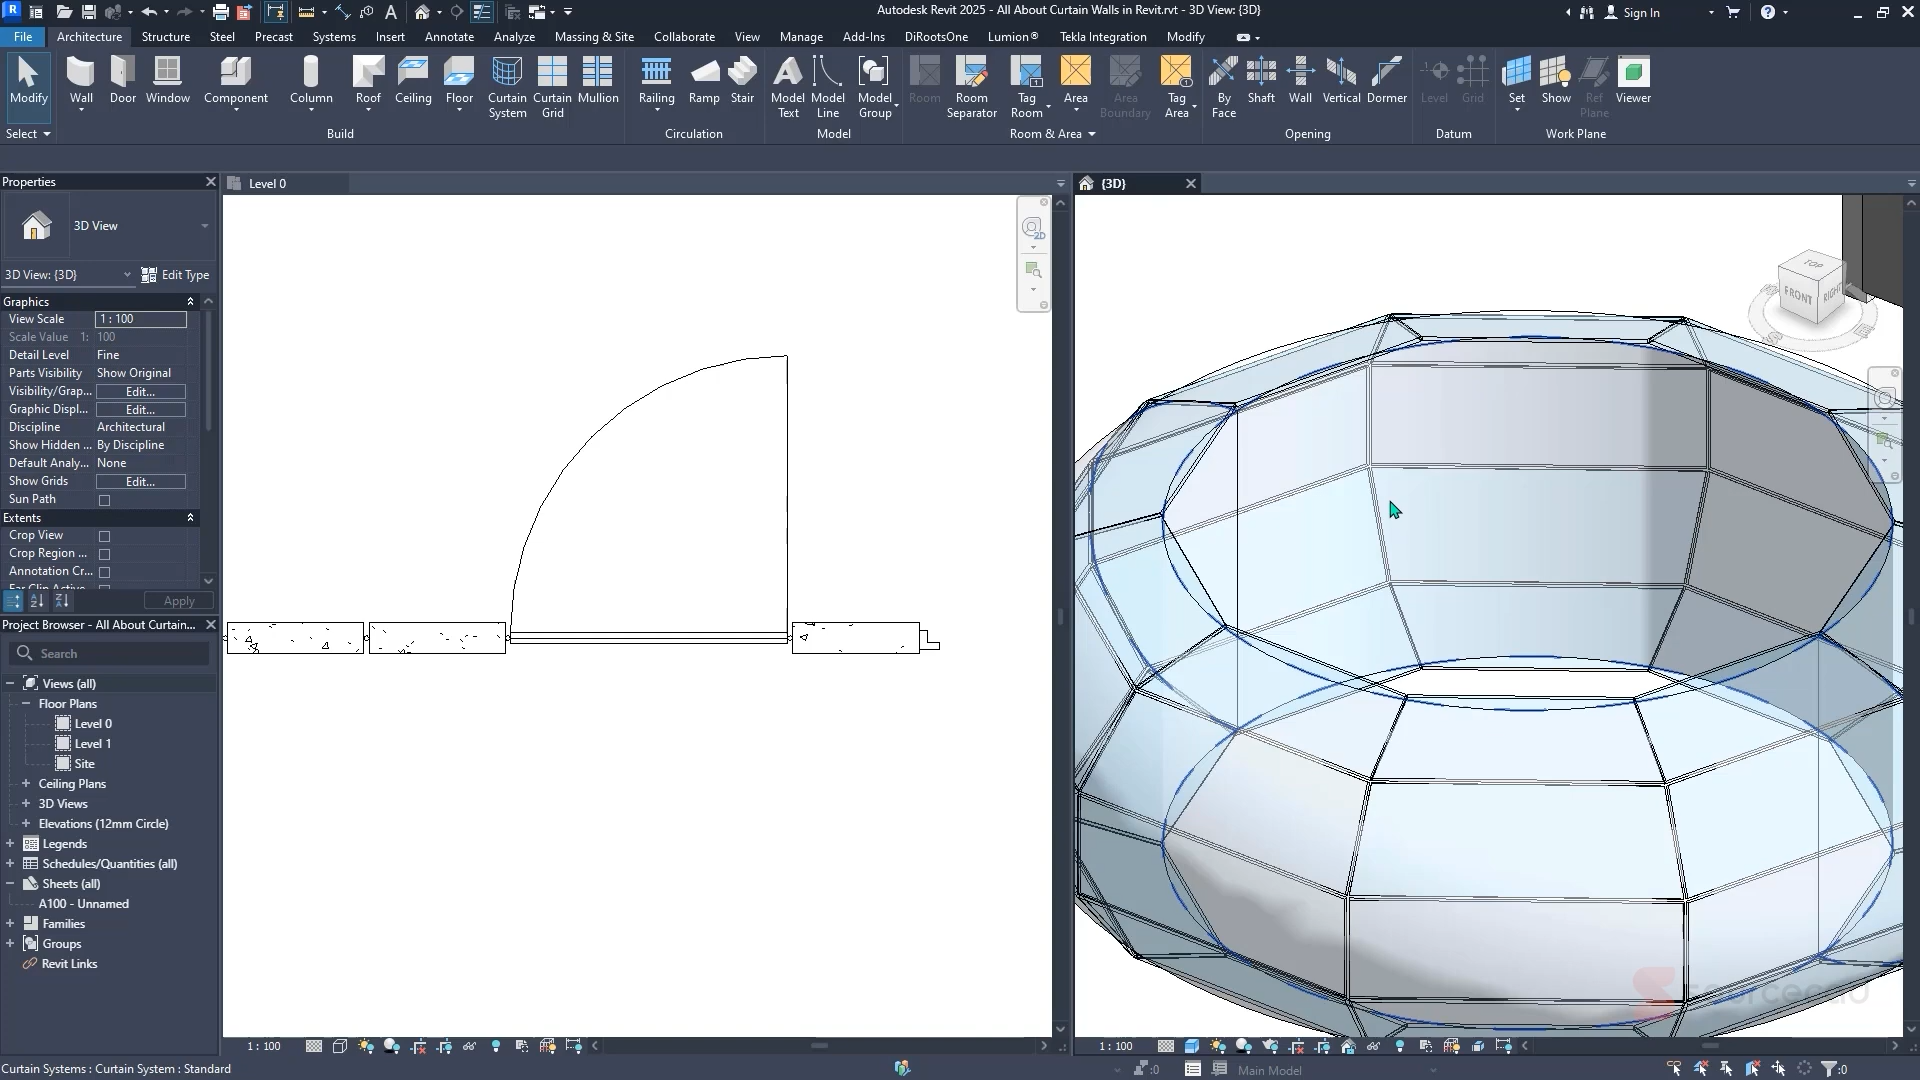 Autodesk Revit 2025 - All About Curtain Walls in Revit.rvt - 3D View: {3D}
Sign In
File Architecture Structure Steel Precast Systems Insert Annotate Analyze Massing & Site Collaborate View Manage Add-Ins DiRootsOne Lumion® Tekla Integration Modify
Modify Wall Door Window Component Column Roof Ceiling Floor Curtain System Curtain Grid Mullion Railing Ramp Stair Model Text Model Line Model Group Room Room Separator Tag Room Area Area Boundary Tag Area By Face Shaft Wall Vertical Dormer Level Grid Set Show Ref Plane Viewer
Select Build Circulation Model Room & Area Opening Datum Work Plane
Properties
3D View
3D View: {3D} Edit Type
Graphics
View Scale 1 : 100
Scale Value 1: 100
Detail Level Fine
Parts Visibility Show Original
Visibility/Grap... Edit...
Graphic Displ... Edit...
Discipline Architectural
Show Hidden ... By Discipline
Default Analy... None
Show Grids Edit...
Sun Path
Extents
Crop View
Crop Region ...
Annotation Cr...
Far Clip Active
Apply
Project Browser - All About Curtain...
Search
Views (all)
Floor Plans
Level 0
Level 1
Site
Ceiling Plans
3D Views
Elevations (12mm Circle)
Legends
Schedules/Quantities (all)
Sheets (all)
A100 - Unnamed
Families
Groups
Revit Links
Level 0
2D
{3D}
TOP
FRONT
RIGHT
1 : 100
1 : 100
Curtain Systems : Curtain System : Standard
:0
Main Model
:0